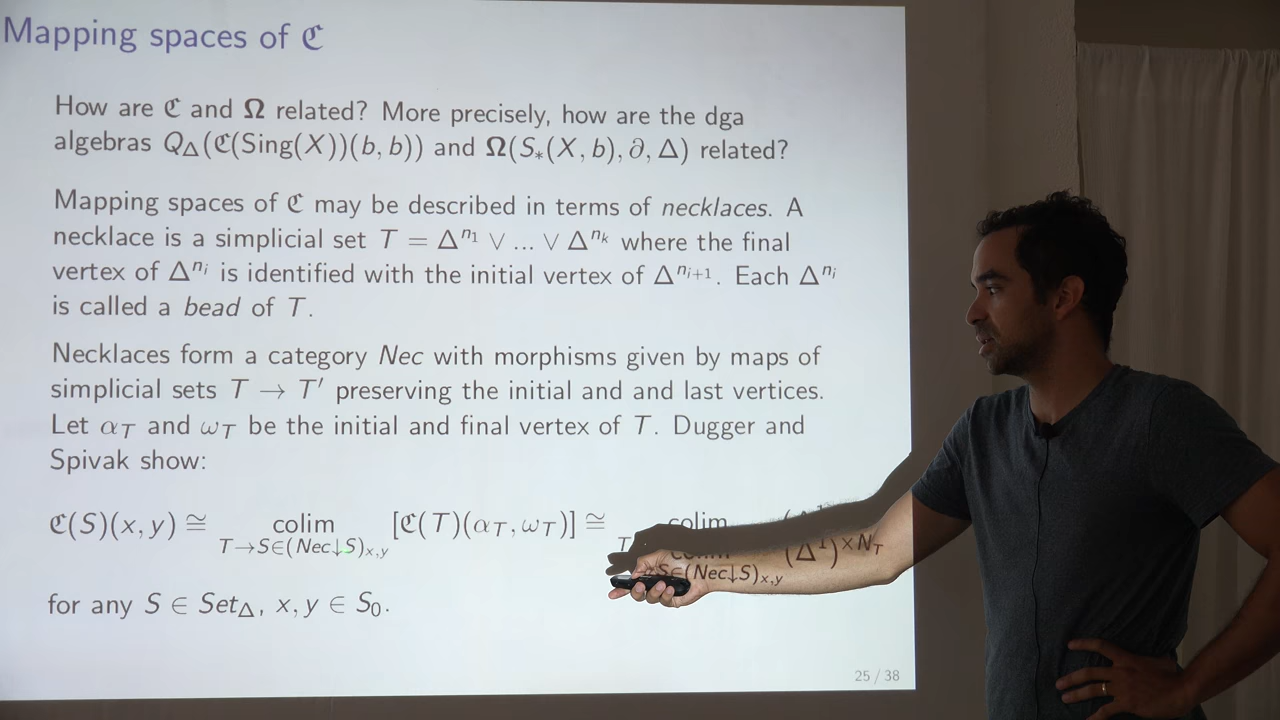 Mapping spaces of ℭ
How are ℭ and Ω related? More precisely, how are the dga
algebras Q_Δ(ℭ(Sing(X))(b, b)) and Ω(S_*(X, b), ∂, Δ) related?
Mapping spaces of ℭ may be described in terms of necklaces. A
necklace is a simplicial set T = Δ^{n_1} ∨ ... ∨ Δ^{n_k} where the final
vertex of Δ^{n_i} is identified with the initial vertex of Δ^{n_{i+1}}. Each Δ^{n_i}
is called a bead of T.
Necklaces form a category Nec with morphisms given by maps of
simplicial sets T → T′ preserving the initial and and last vertices.
Let α_T and ω_T be the initial and final vertex of T. Dugger and
Spivak show:
ℭ(S)(x, y) ≅ colim_{T→S∈(Nec↓S)_{x,y}} [ℭ(T)(α_T, ω_T)] ≅ colim_{T→S∈(Nec↓S)_{x,y}} (Δ^1)^{×N_T}
for any S ∈ Set_Δ, x, y ∈ S_0.
25 / 38